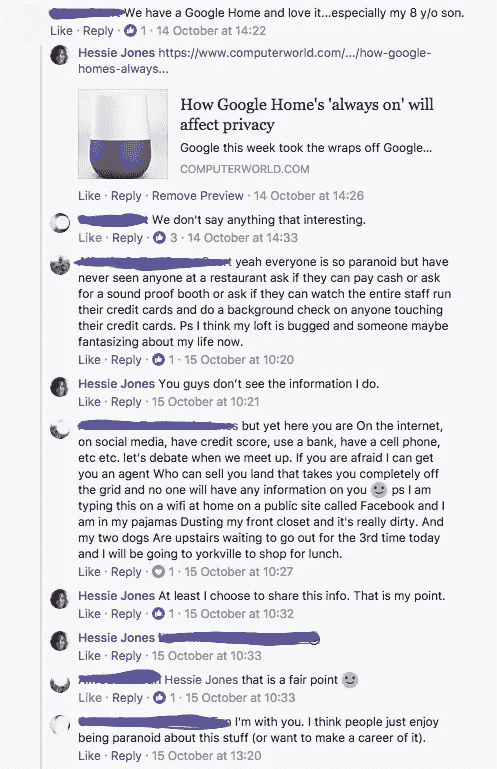 We have a Google Home and love it...especially my 8 y/o son.
Like · Reply · 1 · 14 October at 14:22
Hessie Jones https://www.computerworld.com/.../how-google-
homes-always...
How Google Home's 'always on' will
affect privacy
Google this week took the wraps off Google...
COMPUTERWORLD.COM
Like · Reply · Remove Preview · 14 October at 14:26
We don't say anything that interesting.
Like · Reply · 3 · 14 October at 14:33
yeah everyone is so paranoid but have
never seen anyone at a restaurant ask if they can pay cash or ask
for a sound proof booth or ask if they can watch the entire staff run
their credit cards and do a background check on anyone touching
their credit cards. Ps I think my loft is bugged and someone maybe
fantasizing about my life now.
Like · Reply · 1 · 15 October at 10:20
Hessie Jones You guys don't see the information I do.
Like · Reply · 15 October at 10:21
but yet here you are On the internet,
on social media, have credit score, use a bank, have a cell phone,
etc etc. let's debate when we meet up. If you are afraid I can get
you an agent Who can sell you land that takes you completely off
the grid and no one will have any information on you ps I am
typing this on a wifi at home on a public site called Facebook and I
am in my pajamas Dusting my front closet and it's really dirty. And
my two dogs Are upstairs waiting to go out for the 3rd time today
and I will be going to yorkville to shop for lunch.
Like · Reply · 1 · 15 October at 10:27
Hessie Jones At least I choose to share this info. That is my point.
Like · Reply · 1 · 15 October at 10:32
Hessie Jones
Like · Reply · 15 October at 10:33
Hessie Jones that is a fair point
Like · Reply · 1 · 15 October at 10:33
I'm with you. I think people just enjoy
being paranoid about this stuff (or want to make a career of it).
Like · Reply · 15 October at 13:20